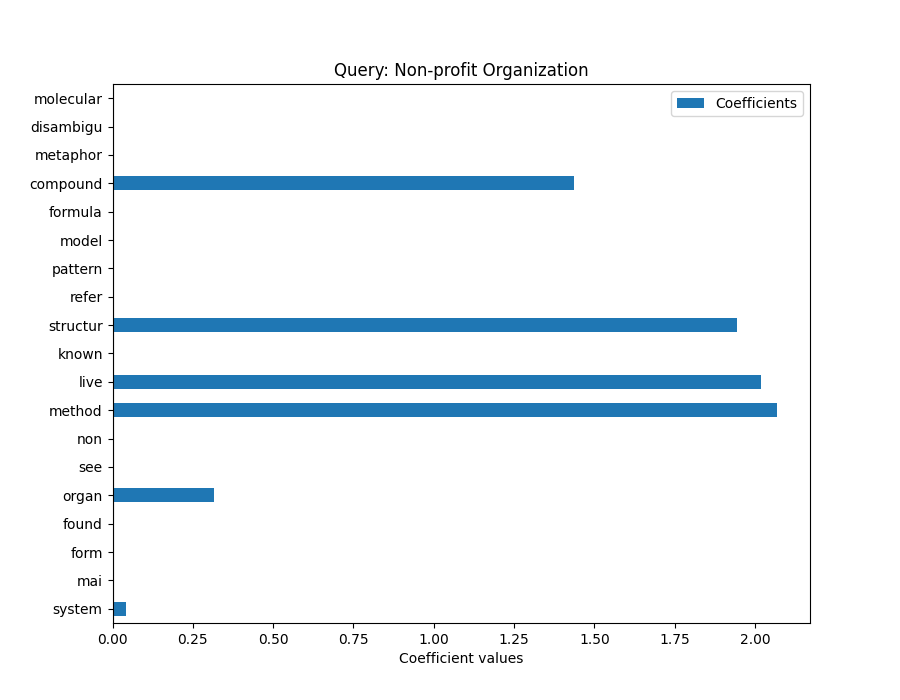 Query: Non-profit Organization
Coefficients
molecular
disambigu
metaphor
compound
formula
model
pattern
refer
structur
known
live
method
non
see
organ
found
form
mai
system
0.00 0.25 0.50 0.75 1.00 1.25 1.50 1.75 2.00
Coefficient values